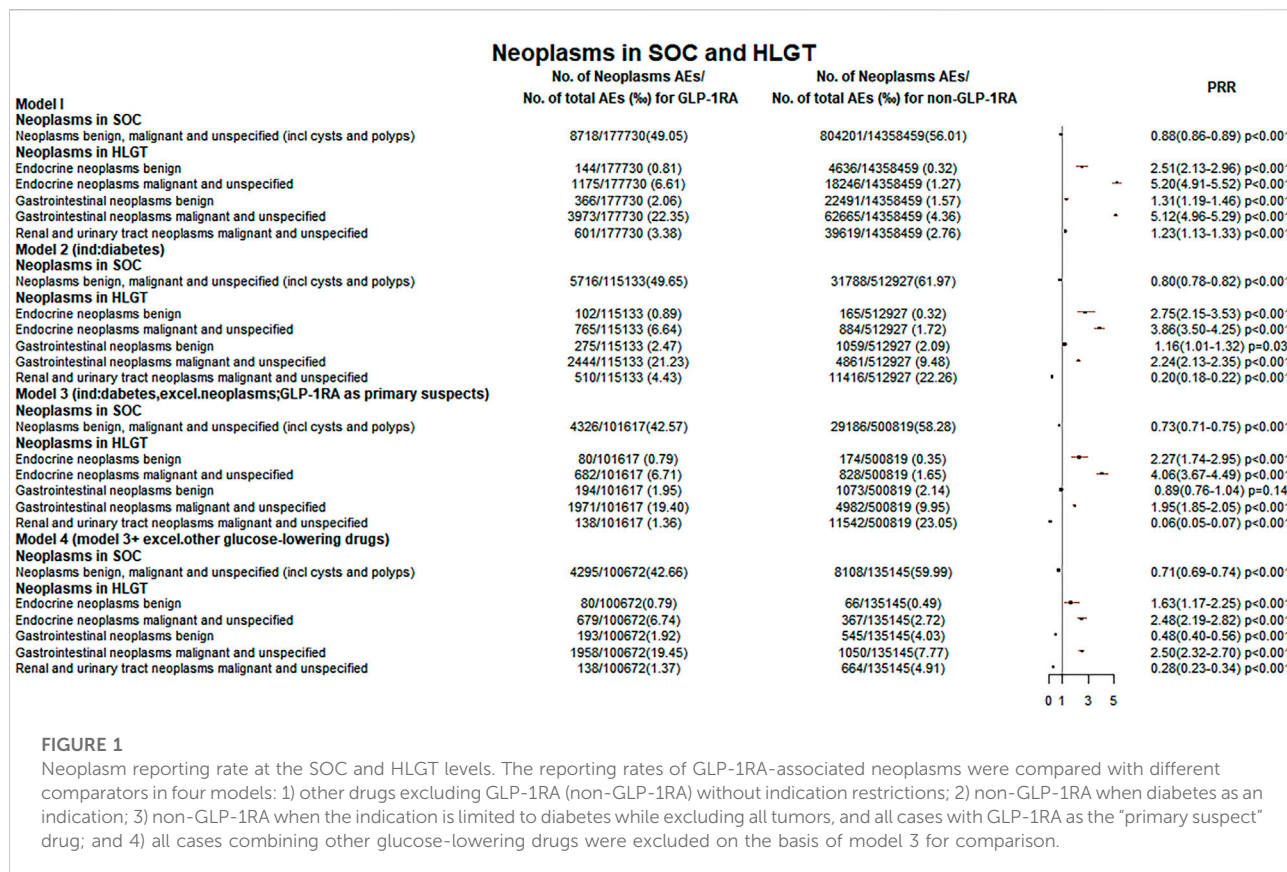 Neoplasms in SOC and HLGT
No. of Neoplasms AEs/ No. of Neoplasms AEs/
No. of total AEs (‰) for GLP-1RA No. of total AEs (‰) for non-GLP-1RA PRR
Model I
Neoplasms in SOC
Neoplasms benign, malignant and unspecified (incl cysts and polyps) 8718/177730(49.05) 804201/14358459(56.01) 0.88(0.86-0.89) p<0.001
Neoplasms in HLGT
Endocrine neoplasms benign 144/177730 (0.81) 4636/14358459 (0.32) 2.51(2.13-2.96) p<0.001
Endocrine neoplasms malignant and unspecified 1175/177730 (6.61) 18246/14358459 (1.27) 5.20(4.91-5.52) p<0.001
Gastrointestinal neoplasms benign 366/177730 (2.06) 22491/14358459 (1.57) 1.31(1.19-1.46) p<0.001
Gastrointestinal neoplasms malignant and unspecified 3973/177730 (22.35) 62665/14358459 (4.36) 5.12(4.96-5.29) p<0.001
Renal and urinary tract neoplasms malignant and unspecified 601/177730 (3.38) 39619/14358459 (2.76) 1.23(1.13-1.33) p<0.001
Model 2 (ind:diabetes)
Neoplasms in SOC
Neoplasms benign, malignant and unspecified (incl cysts and polyps) 5716/115133(49.65) 31788/512927(61.97) 0.80(0.78-0.82) p<0.001
Neoplasms in HLGT
Endocrine neoplasms benign 102/115133 (0.89) 165/512927 (0.32) 2.75(2.15-3.53) p<0.001
Endocrine neoplasms malignant and unspecified 765/115133 (6.64) 884/512927 (1.72) 3.86(3.50-4.25) p<0.001
Gastrointestinal neoplasms benign 275/115133 (2.47) 1059/512927 (2.09) 1.16(1.01-1.32) p=0.03
Gastrointestinal neoplasms malignant and unspecified 2444/115133 (21.23) 4861/512927 (9.48) 2.24(2.13-2.35) p<0.001
Renal and urinary tract neoplasms malignant and unspecified 510/115133 (4.43) 11416/512927 (22.26) 0.20(0.18-0.22) p<0.001
Model 3 (ind:dabetes,excel.neoplasms;GLP-1RA as primary suspects)
Neoplasms in SOC
Neoplasms benign, malignant and unspecified (incl cysts and polyps) 4326/101617(42.57) 29186/500819(58.28) 0.73(0.71-0.75) p<0.001
Neoplasms in HLGT
Endocrine neoplasms benign 80/101617 (0.79) 174/500819 (0.35) 2.27(1.74-2.95) p<0.001
Endocrine neoplasms malignant and unspecified 682/101617 (6.71) 828/500819 (1.65) 4.06(3.67-4.49) p<0.001
Gastrointestinal neoplasms benign 194/101617 (1.95) 1073/500819 (2.14) 0.89(0.76-1.04) p=0.14
Gastrointestinal neoplasms malignant and unspecified 1971/101617 (19.40) 4982/500819 (9.95) 1.95(1.85-2.05) p<0.001
Renal and urinary tract neoplasms malignant and unspecified 138/101617 (1.36) 11542/500819 (23.05) 0.06(0.05-0.07) p<0.001
Model 4 (model 3+ excel.other glucose-lowering drugs)
Neoplasms in SOC
Neoplasms benign, malignant and unspecified (incl cysts and polyps) 4295/100672(42.66) 8108/135145(59.99) 0.71(0.69-0.74) p<0.001
Neoplasms in HLGT
Endocrine neoplasms benign 80/100672(0.79) 66/135145(0.49) 1.63(1.17-2.25) p<0.001
Endocrine neoplasms malignant and unspecified 679/100672(6.74) 367/135145(2.72) 2.48(2.19-2.82) p<0.001
Gastrointestinal neoplasms benign 193/100672(1.92) 545/135145(4.03) 0.48(0.40-0.56) p<0.001
Gastrointestinal neoplasms malignant and unspecified 1958/100672(19.45) 1050/135145(7.77) 2.50(2.32-2.70) p<0.001
Renal and urinary tract neoplasms malignant and unspecified 138/100672(1.37) 664/135145(4.91) 0.28(0.23-0.34) p<0.001
0 1 3 5
FIGURE 1
Neoplasm reporting rate at the SOC and HLGT levels. The reporting rates of GLP-1RA-associated neoplasms were compared with different
comparators in four models: 1) other drugs excluding GLP-1RA (non-GLP-1RA) without indication restrictions; 2) non-GLP-1RA when diabetes as an
indication; 3) non-GLP-1RA when the indication is limited to diabetes while excluding all tumors, and all cases with GLP-1RA as the "primary suspect"
drug; and 4) all cases combining other glucose-lowering drugs were excluded on the basis of model 3 for comparison.